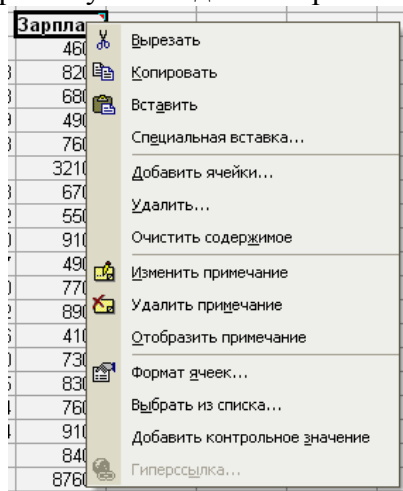 Зарпла
Вырезать
Копировать
Вставить
Специальная вставка...
Добавить ячейки...
Удалить...
Очистить содержимое
Изменить примечание
Удалить примечание
Отобразить примечание
Формат ячеек...
Выбрать из списка...
Добавить контрольное значение
Гиперссылка...
460
820
680
490
760
3210
670
550
910
490
770
890
410
730
830
760
910
840
8760